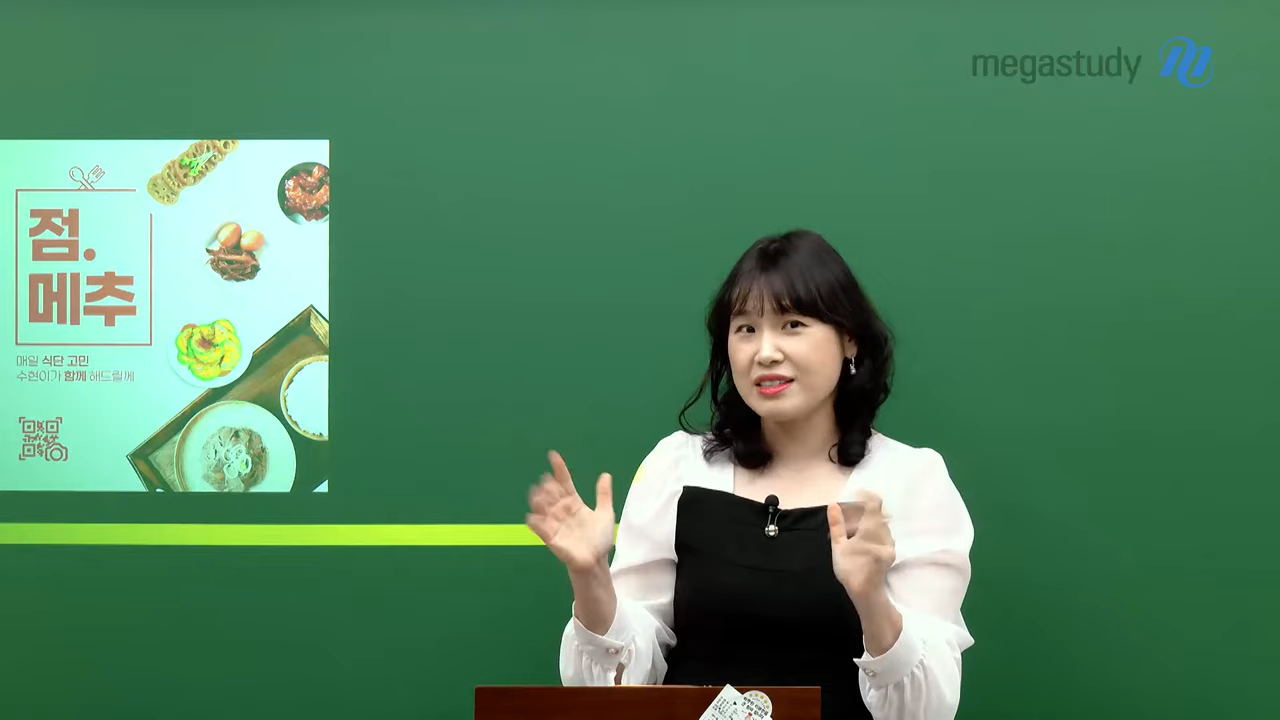 megastudy
점.
메추
매일 식단 고민
수현이가 함께 해드릴께